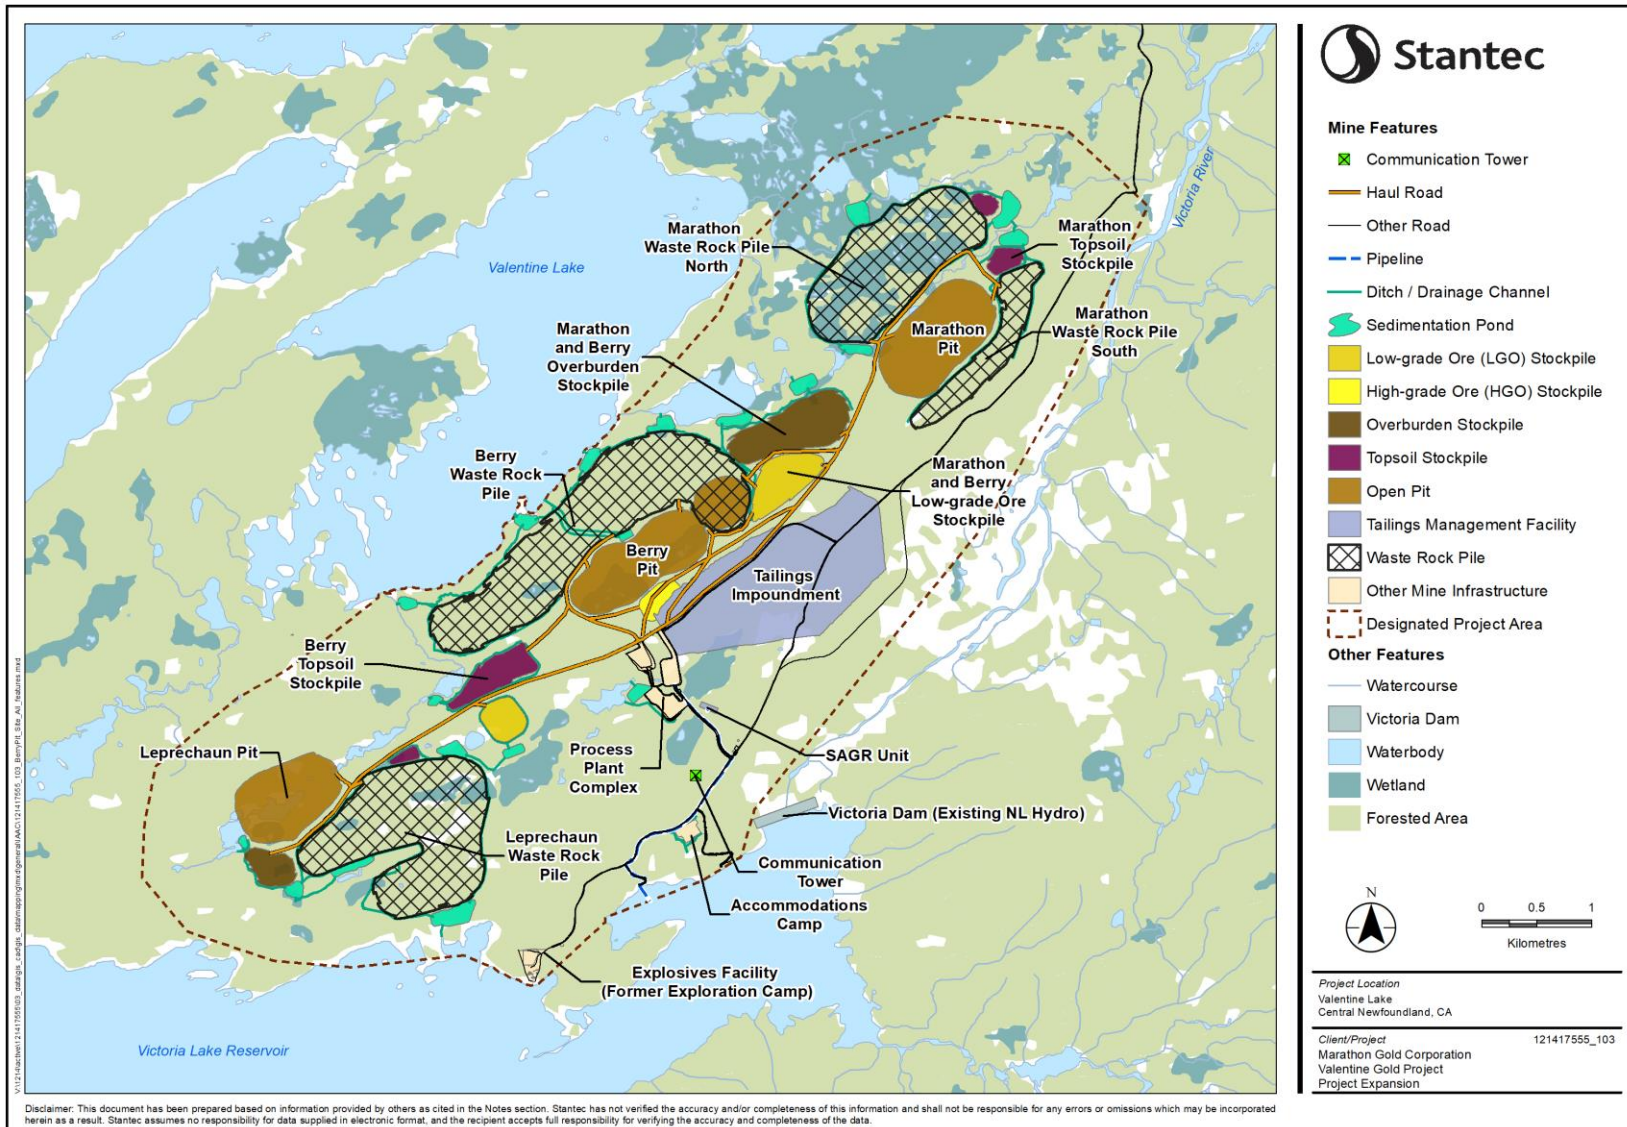 Stantec
Mine Features
Communication Tower
Haul Road
Other Road
Pipeline
Ditch / Drainage Channel
Sedimentation Pond
Low-grade Ore (LGO) Stockpile
High-grade Ore (HGO) Stockpile
Overburden Stockpile
Topsoil Stockpile
Open Pit
Tailings Management Facility
Waste Rock Pile
Other Mine Infrastructure
Designated Project Area
Other Features
Watercourse
Victoria Dam
Waterbody
Wetland
Forested Area
N
0 0.5 1
Kilometres
Project Location
Valentine Lake
Central Newfoundland, CA
Client/Project 121417555_103
Marathon Gold Corporation
Valentine Gold Project
Project Expansion
Victoria River
Valentine Lake
Marathon
Waste Rock Pile
North
Marathon
Topsoil
Stockpile
Marathon
Pit
Marathon
Waste Rock Pile
South
Marathon
and Berry
Overburden
Stockpile
Berry
Waste Rock
Pile
Marathon
and Berry
Low-grade Ore
Stockpile
Berry
Pit
Tailings
Impoundment
Berry
Topsoil
Stockpile
Leprechaun Pit
Process
Plant
Complex
SAGR Unit
Victoria Dam (Existing NL Hydro)
Leprechaun
Waste Rock
Pile
Communication
Tower
Accommodations
Camp
Explosives Facility
(Former Exploration Camp)
Victoria Lake Reservoir
Disclaimer: This document has been prepared based on information provided by others as cited in the Notes section. Stantec has not verified the accuracy and/or completeness of this information and shall not be responsible for any errors or omissions which may be incorporated
herein as a result. Stantec assumes no responsibility for data supplied in electronic format, and the recipient accepts full responsibility for verifying the accuracy and completeness of the data.